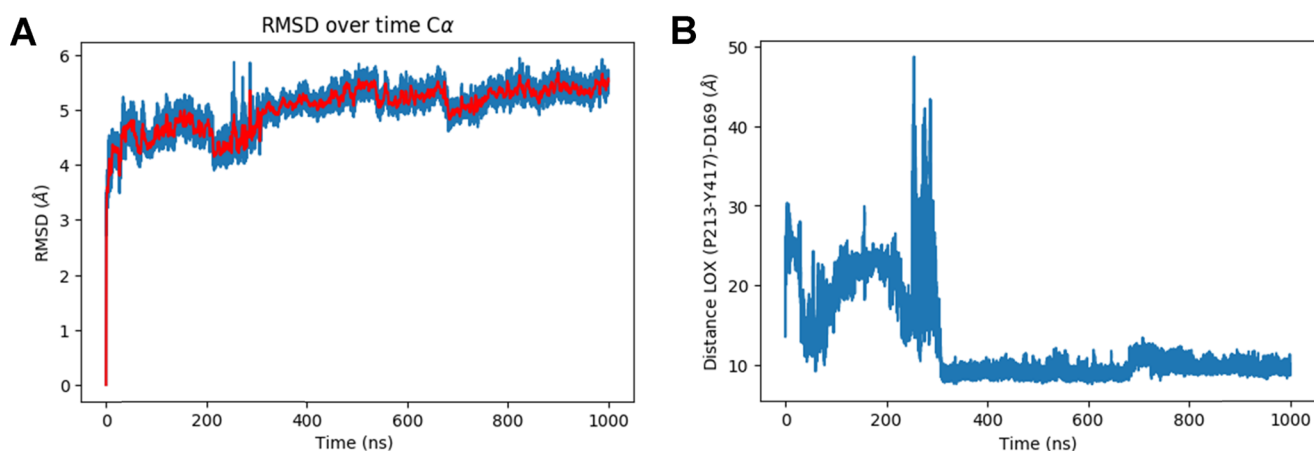 A
RMSD over time Cα
RMSD (Å)
6
5
4
3
2
1
0
0 200 400 600 800 1000
Time (ns)
B
Distance LOX (P213-Y417)-D169 (Å)
50
40
30
20
10
0 200 400 600 800 1000
Time (ns)